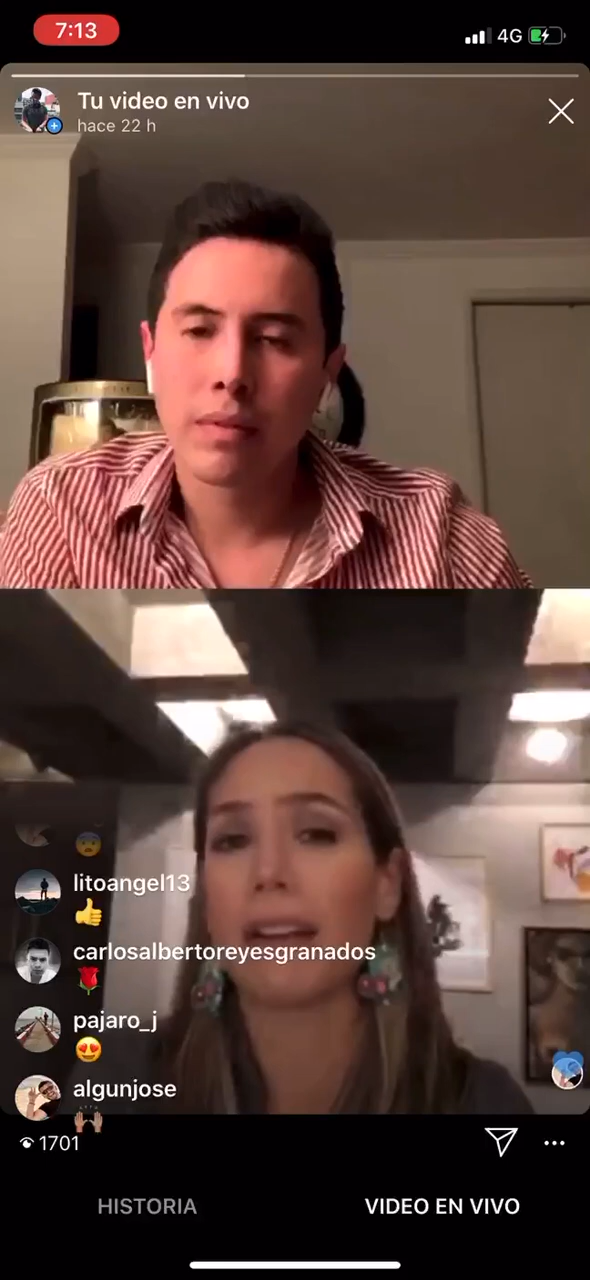 7:13
4G
Tu video en vivo
hace 22 h
litoangel13
👍
carlosalbertoreyesgranados
🌹
pajaro_j
😍
algunjose
🙌🏽
1701
HISTORIA
VIDEO EN VIVO